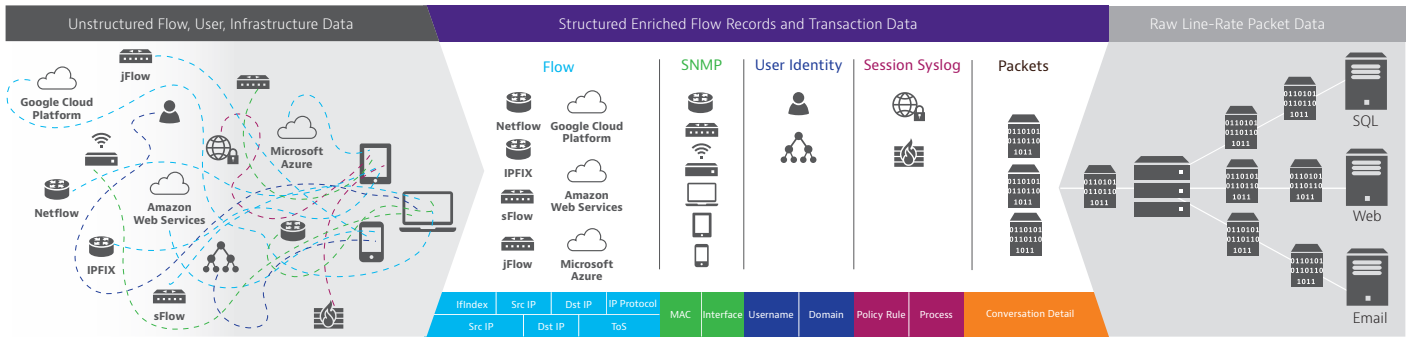 Unstructured Flow, User, Infrastructure Data
Structured Enriched Flow Records and Transaction Data
Raw Line-Rate Packet Data
jFlow
Google Cloud
Platform
Microsoft
Azure
Netflow
Amazon
Web Services
IPFIX
sFlow
Flow
Netflow
Google Cloud
Platform
IPFIX
sFlow
Amazon
Web Services
jFlow
Microsoft
Azure
SNMP
User Identity
Session Syslog
Packets
0110101
0110110
1011
0110101
0110110
1011
0110101
0110110
1011
IfIndex
Src IP
Dst IP
IP Protocol
Src IP
Dst IP
ToS
MAC
Interface
Username
Domain
Policy Rule
Process
Conversation Detail
0110101
0110110
1011
0110101
0110110
1011
0110101
0110110
1011
SQL
0110101
0110110
1011
0110101
0110110
1011
Web
0110101
0110110
1011
0110101
0110110
1011
Email